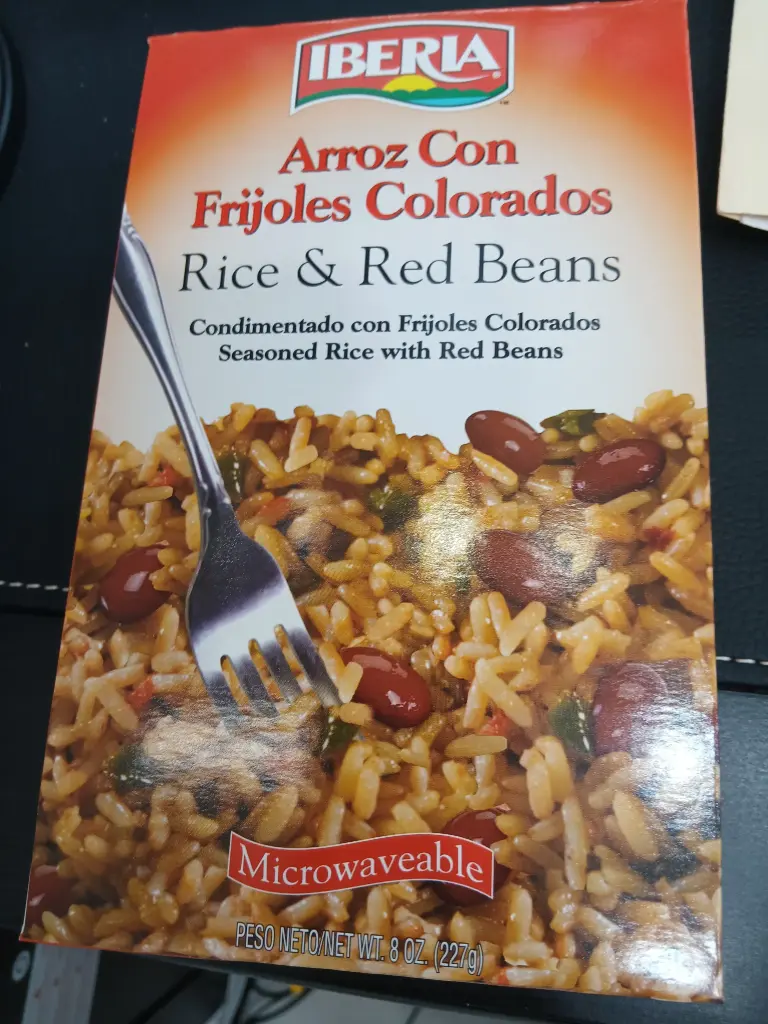 IBERIA
Arroz Con
Frijoles Colorados
Rice & Red Beans
Condimentado con Frijoles Colorados
Seasoned Rice with Red Beans
Microwaveable
PESO NETO/NET WT. 8 OZ. (227g)